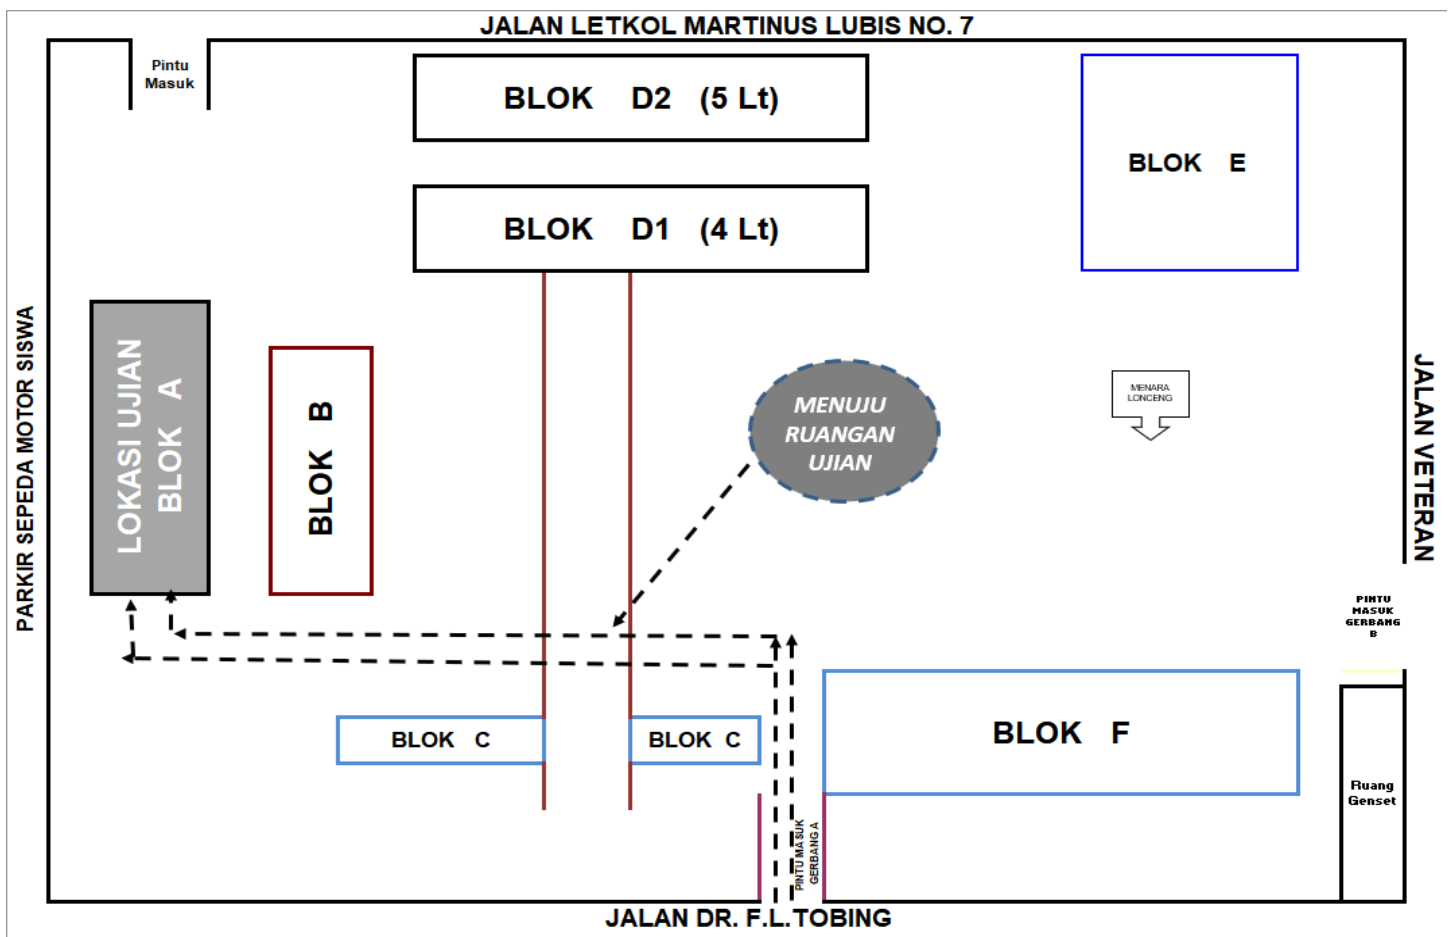 JALAN LETKOL MARTINUS LUBIS NO. 7
Pintu
Masuk
BLOK D2 (5 Lt)
BLOK E
BLOK D1 (4 Lt)
PARKIR SEPEDA MOTOR SISWA
LOKASI UJIAN
BLOK A
BLOK B
MENUJU
RUANGAN
UJIAN
MENARA
LONCENG
JALAN VETERAN
PINTU
MASUK
GERBANG
B
BLOK C
BLOK C
BLOK F
Ruang
Genset
PINTU MASUK
GERBANG A
JALAN DR. F.L.TOBING